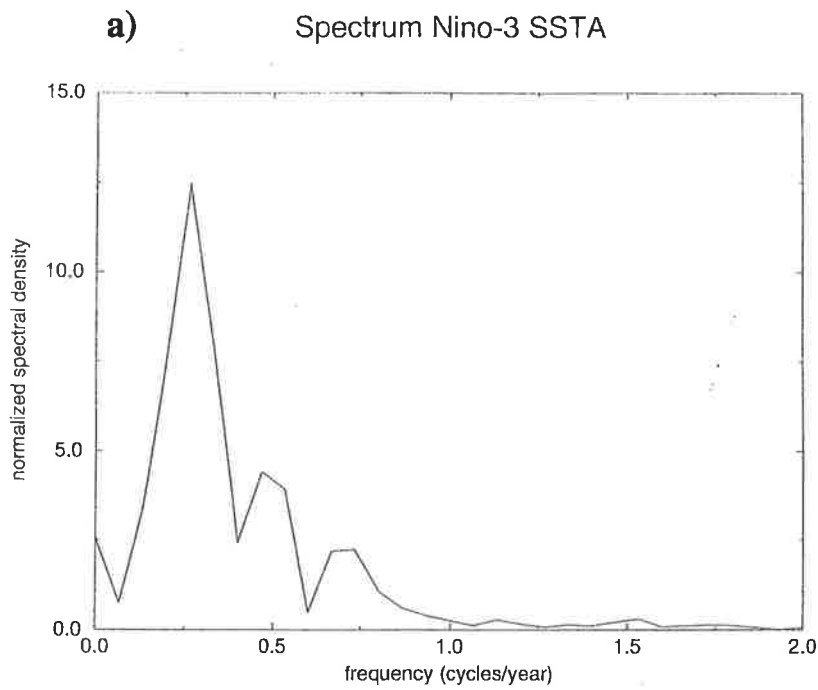 a) Spectrum Nino-3 SSTA
15.0
10.0
5.0
0.0
normalized spectral density
0.0 0.5 1.0 1.5 2.0
frequency (cycles/year)